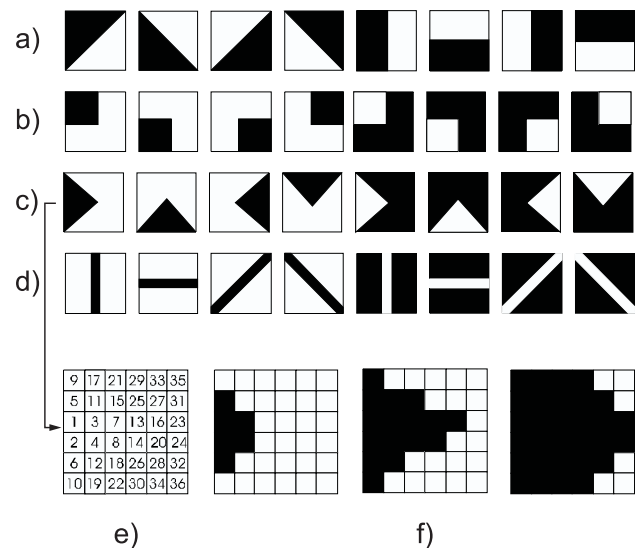 a)
b)
c)
d)
9 17 21 29 33 35
5 11 15 25 27 31
1 3 7 13 16 23
2 4 8 14 20 24
6 12 18 26 28 32
10 19 22 30 34 36
e) f)